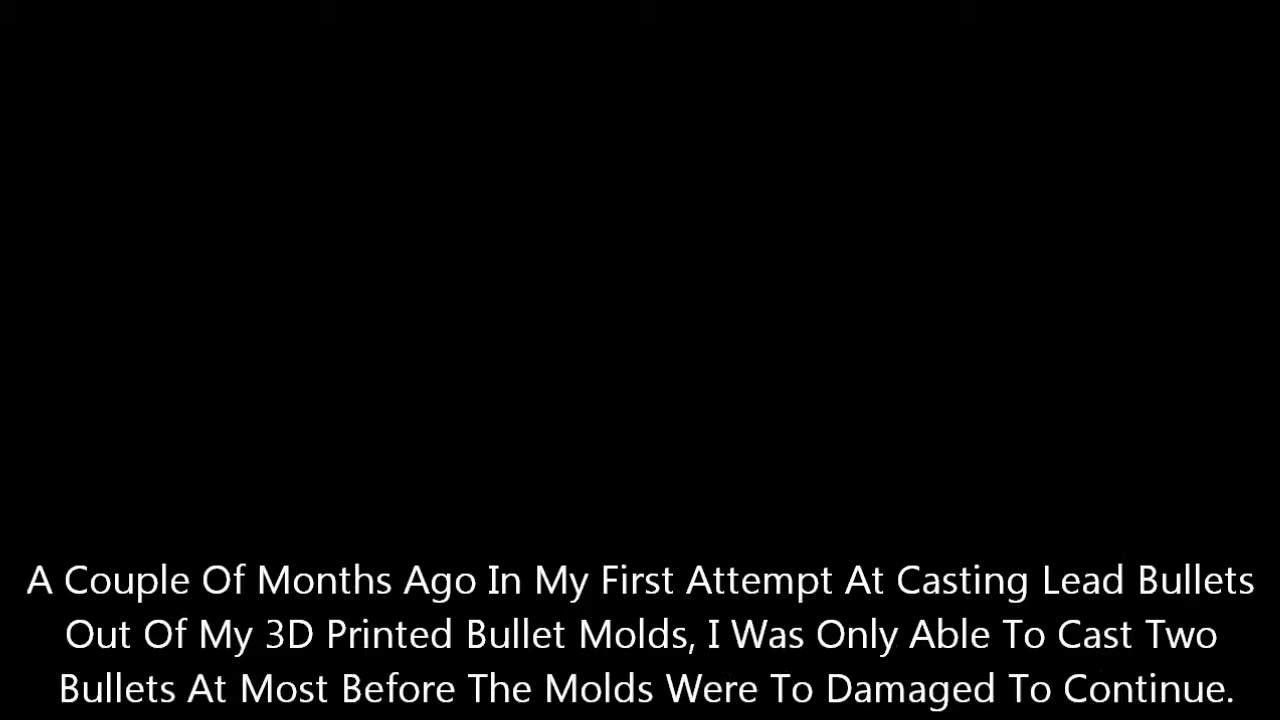 A Couple Of Months Ago In My First Attempt At Casting Lead Bullets
Out Of My 3D Printed Bullet Molds, I Was Only Able To Cast Two
Bullets At Most Before The Molds Were To Damaged To Continue.